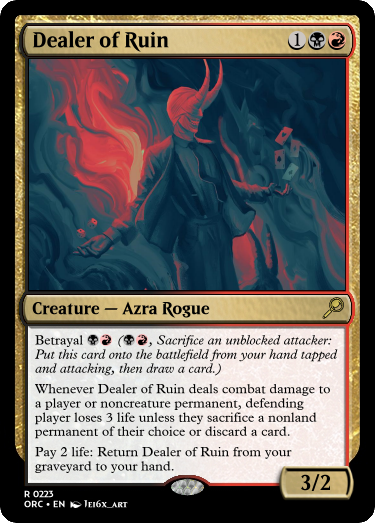 Dealer of Ruin 1
Creature — Azra Rogue
Betrayal (, Sacrifice an unblocked attacker:
Put this card onto the battlefield from your hand tapped
and attacking, then draw a card.)
Whenever Dealer of Ruin deals combat damage to
a player or noncreature permanent, defending
player loses 3 life unless they sacrifice a nonland
permanent of their choice or discard a card.
Pay 2 life: Return Dealer of Ruin from your
graveyard to your hand.
3/2
R 0223
ORC • EN Jei6x_art